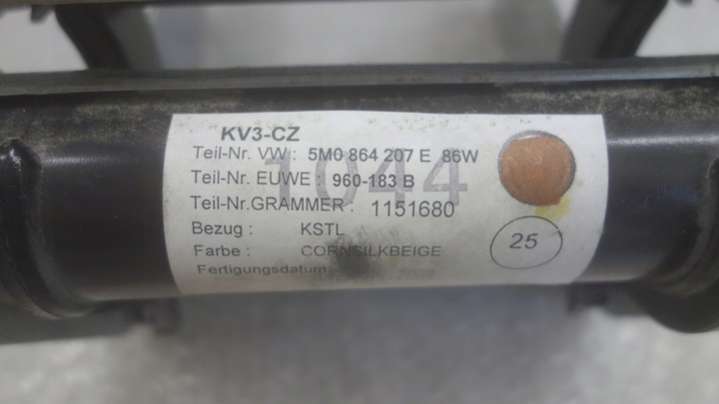 KV3-CZ
Teil-Nr. VW : 5M0 864 207 E 86W
Teil-Nr. EUWE : 960-183 B
1044
Teil-Nr.GRAMMER : 1151680
Bezug : KSTL
25
Farbe : CORNSILKBEIGE
Fertigungsdatum